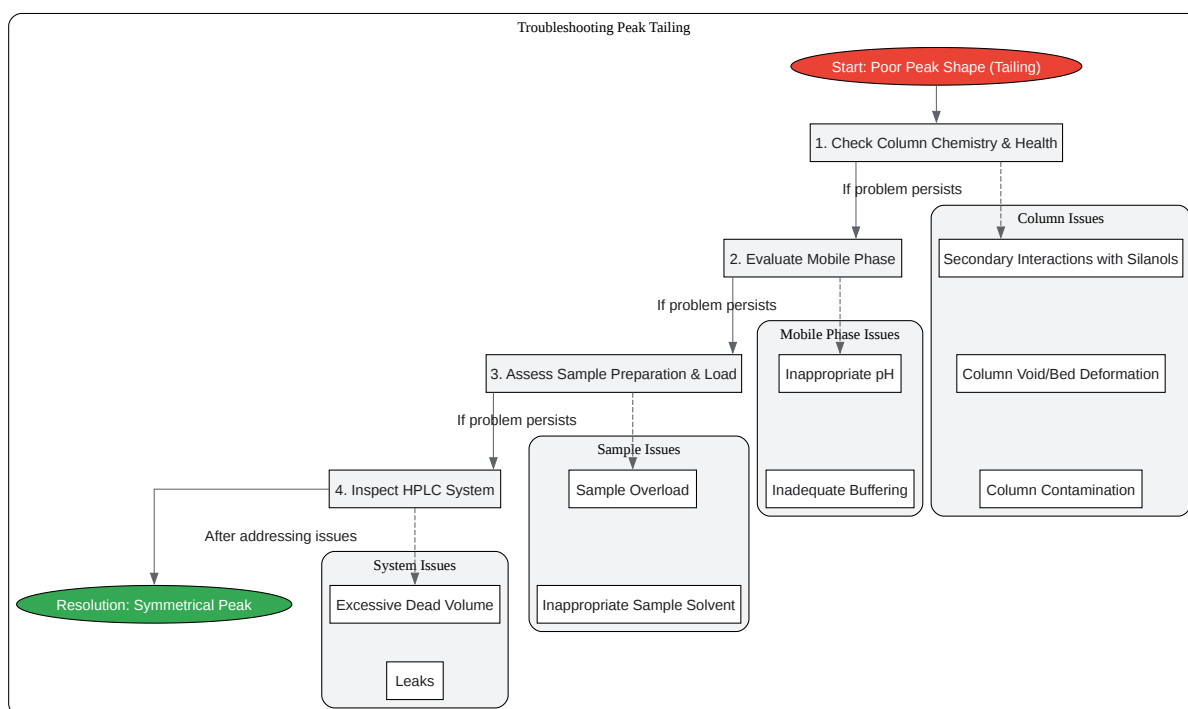 Troubleshooting Peak Tailing
Start: Poor Peak Shape (Tailing)
1. Check Column Chemistry & Health
If problem persists
Column Issues
2. Evaluate Mobile Phase
Secondary Interactions with Silanols
If problem persists
Mobile Phase Issues
3. Assess Sample Preparation & Load
Inappropriate pH
Column Void/Bed Deformation
If problem persists
Sample Issues
4. Inspect HPLC System
Sample Overload
Inadequate Buffering
Column Contamination
After addressing issues
System Issues
Resolution: Symmetrical Peak
Excessive Dead Volume
Inappropriate Sample Solvent
Leaks